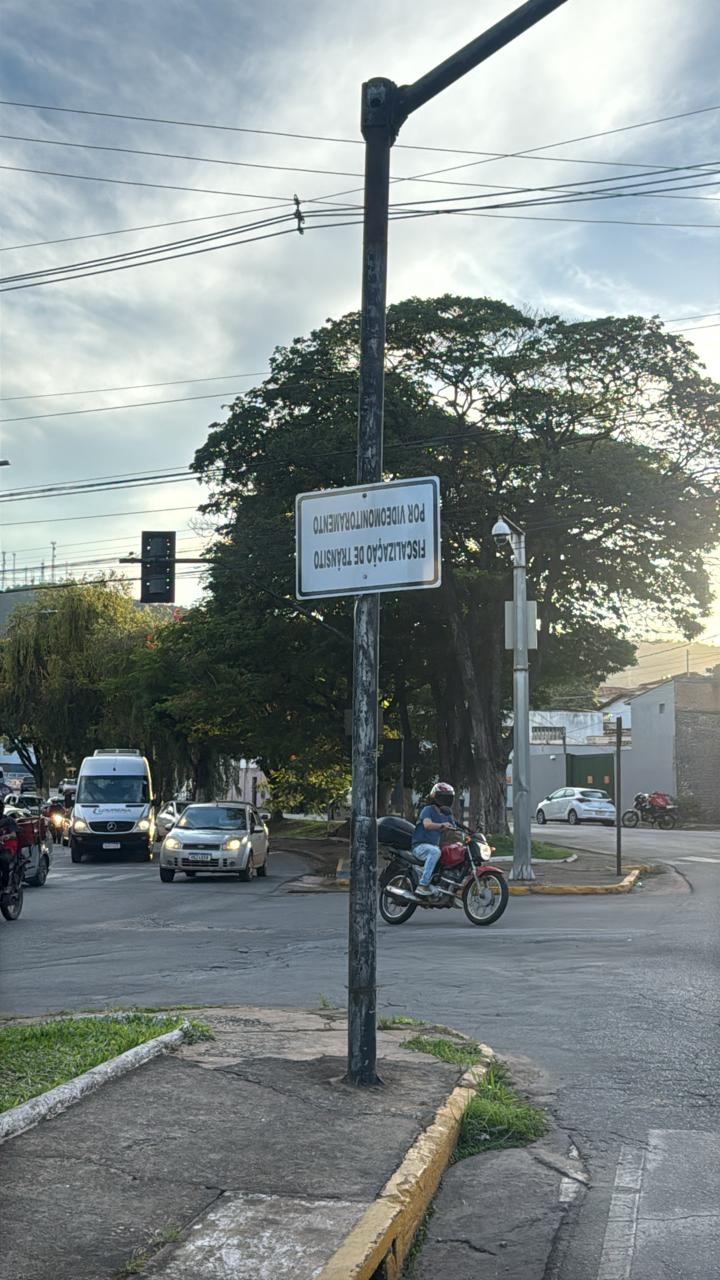 FISCALIZAÇÃO DE TRÂNSITO
POR VIDEOMONITORAMENTO